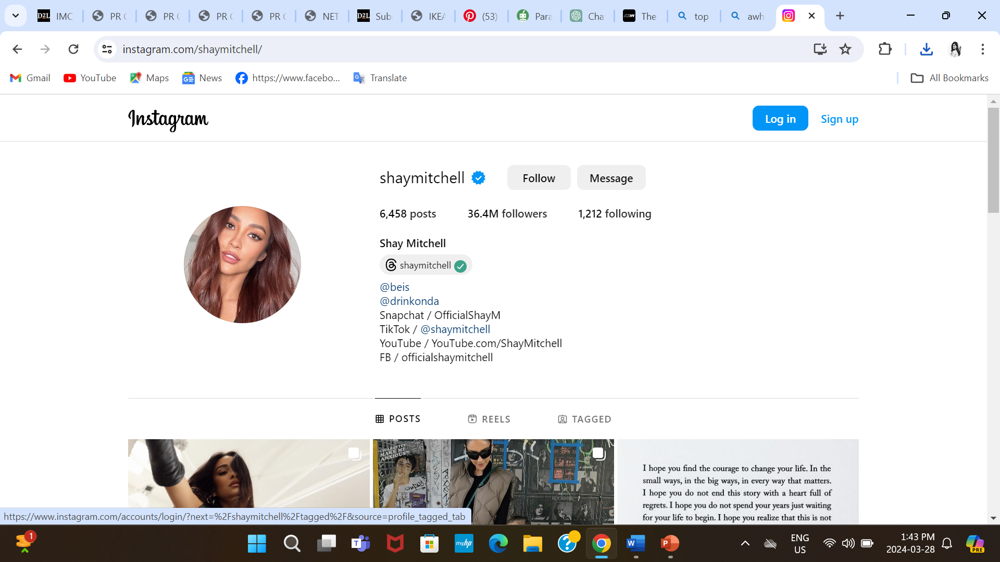 IMC
PR
PR
PR
PR
NET
Sub
IKEA
(53)
Para
Cha
The
top
awh
instagram.com/shaymitchell/
Gmail
YouTube
Maps
News
https://www.facebo...
Translate
All Bookmarks
Instagram
Log in
Sign up
shaymitchell
Follow
Message
6,458 posts
36.4M followers
1,212 following
Shay Mitchell
shaymitchell
@beis
@drinkonda
Snapchat / OfficialShayM
TikTok / @shaymitchell
YouTube / YouTube.com/ShayMitchell
FB / officialshaymitchell
POSTS
REELS
TAGGED
"CIGARETTES
MAKE ME
ANXIOUS"
ROCKSTAR
I hope you find the courage to change your life. In the
small ways, in the big ways, in every way that matters.
I hope you do not end this story with a heart full of
regrets. I hope you do not spend your years just waiting
for your life to begin. I hope you realize that this is not
https://www.instagram.com/accounts/login/?next=%2Fshaymitchell%2Ftagged%2F&source=profile_tagged_tab
1
myhp
ENG
US
1:43 PM
2024-03-28
PRE